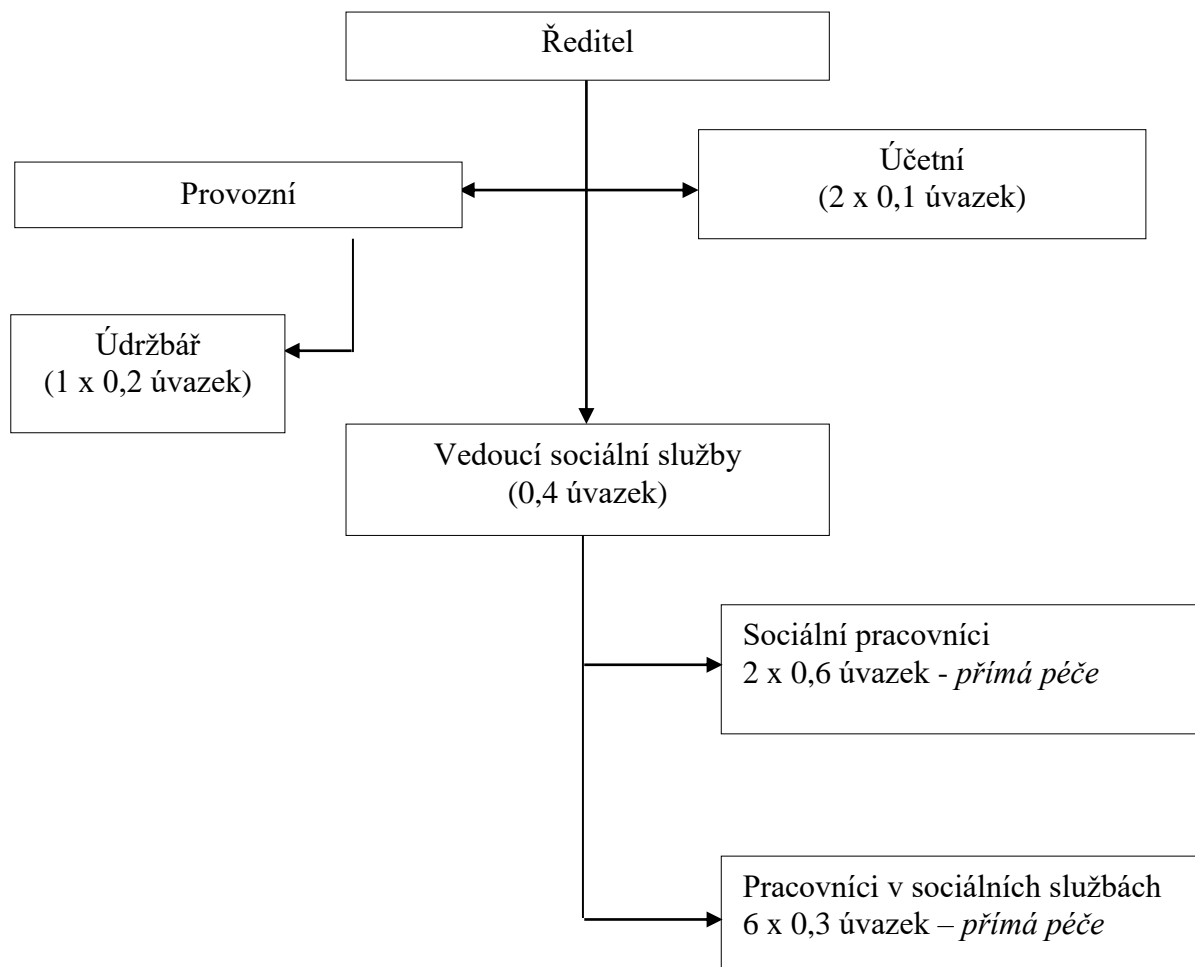 Ředitel
Provozní
Účetní
(2 x 0,1 úvazek)
Údržbář
(1 x 0,2 úvazek)
Vedoucí sociální služby
(0,4 úvazek)
Sociální pracovníci
2 x 0,6 úvazek - přímá péče
Pracovníci v sociálních službách
6 x 0,3 úvazek – přímá péče